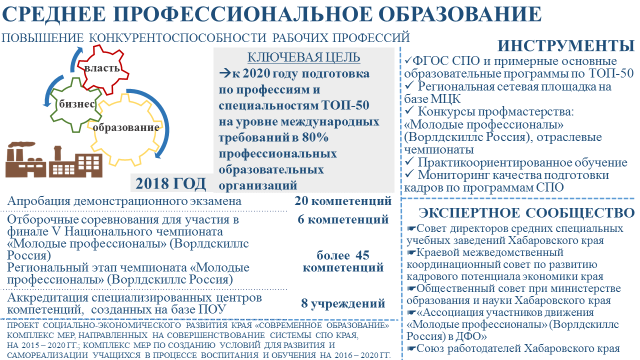 СРЕДНЕЕ ПРОФЕССИОНАЛЬНОЕ ОБРАЗОВАНИЕ
ПОВЫШЕНИЕ КОНКУРЕНТОСПОСОБНОСТИ РАБОЧИХ ПРОФЕССИЙ
власть
бизнес
образование
КЛЮЧЕВАЯ ЦЕЛЬ
→к 2020 году подготовка
по профессиям и
специальностям ТОП-50
на уровне международных
требований в 80%
профессиональных
образовательных
организаций
2018 ГОД
Апробация демонстрационного экзамена 20 компетенций
Отборочные соревнования для участия в 6 компетенций
финале V Национального чемпионата
«Молодые профессионалы» (Ворлдскиллс
Россия) более 45
Региональный этап чемпионата «Молодые компетенций
профессионалы» (Ворлдскиллс Россия)
Аккредитация специализированных центров
компетенций, созданных на базе ПОУ 8 учреждений
ПРОЕКТ СОЦИАЛЬНО-ЭКОНОМИЧЕСКОГО РАЗВИТИЯ КРАЯ «СОВРЕМЕННОЕ ОБРАЗОВАНИЕ»
КОМПЛЕКС МЕР, НАПРАВЛЕННЫХ НА СОВЕРШЕНСТВОВАНИЕ СИСТЕМЫ СПО КРАЯ,
НА 2015 – 2020 ГГ.; КОМПЛЕКС МЕР ПО СОЗДАНИЮ УСЛОВИЙ ДЛЯ РАЗВИТИЯ И
САМОРЕАЛИЗАЦИИ УЧАЩИХСЯ В ПРОЦЕССЕ ВОСПИТАНИЯ И ОБУЧЕНИЯ НА 2016 – 2020 ГГ.
ИНСТРУМЕНТЫ
✓ФГОС СПО и примерные основные
образовательные программы по ТОП-50
✓ Региональная сетевая площадка на
базе МЦК
✓ Конкурсы профмастерства:
«Молодые профессионалы»
(Ворлдскиллс Россия), отраслевые
чемпионаты
✓ Практикоориентированное обучение
✓ Мониторинг качества подготовки
кадров по программам СПО
ЭКСПЕРТНОЕ СООБЩЕСТВО
☛Совет директоров средних специальных
учебных заведений Хабаровского края
☛Краевой межведомственный
координационный совет по развитию
кадрового потенциала экономики края
☛Общественный совет при министерстве
образования и науки Хабаровского края
☛«Ассоциация участников движения
«Молодые профессионалы» (Ворлдскиллс
Россия) в ДФО»
☛Союз работодателей Хабаровского края